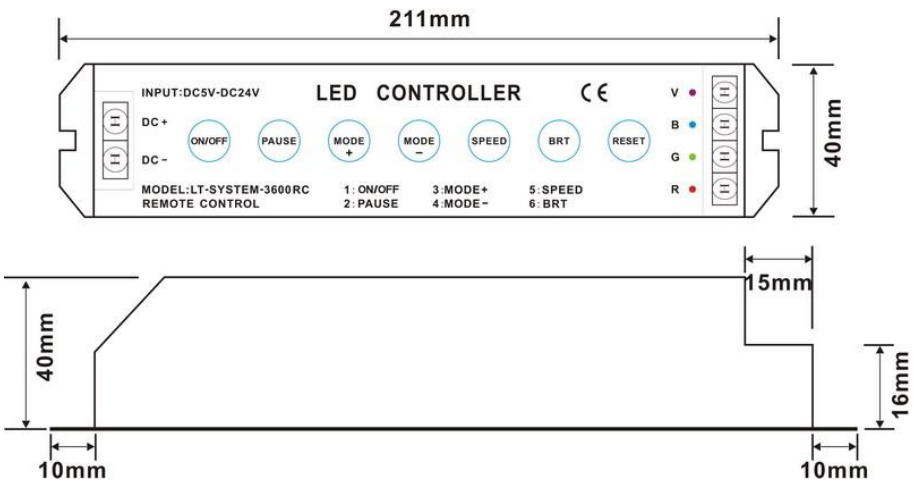 211mm
INPUT:DC5V-DC24V LED CONTROLLER CE V
DC+ B
ON/OFF PAUSE MODE + MODE − SPEED BRT RESET
DC− G
R
MODEL:LT-SYSTEM-3600RC 1: ON/OFF 3:MODE+ 5:SPEED
REMOTE CONTROL 2:PAUSE 4:MODE− 6:BRT
40mm
15mm
40mm
16mm
10mm
10mm